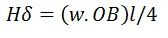 Hδ = (w.OB)l/4